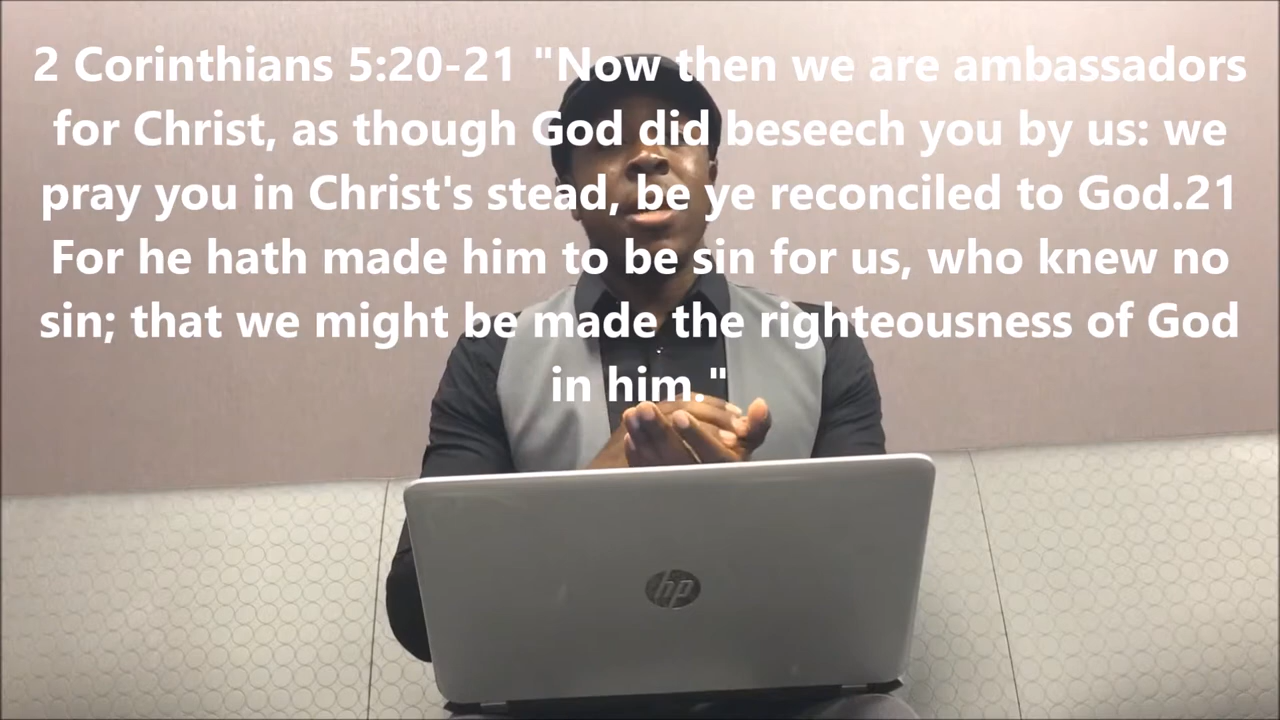 2 Corinthians 5:20-21 "Now then we are ambassadors
for Christ, as though God did beseech you by us: we
pray you in Christ's stead, be ye reconciled to God.21
For he hath made him to be sin for us, who knew no
sin; that we might be made the righteousness of God
in him."
hp